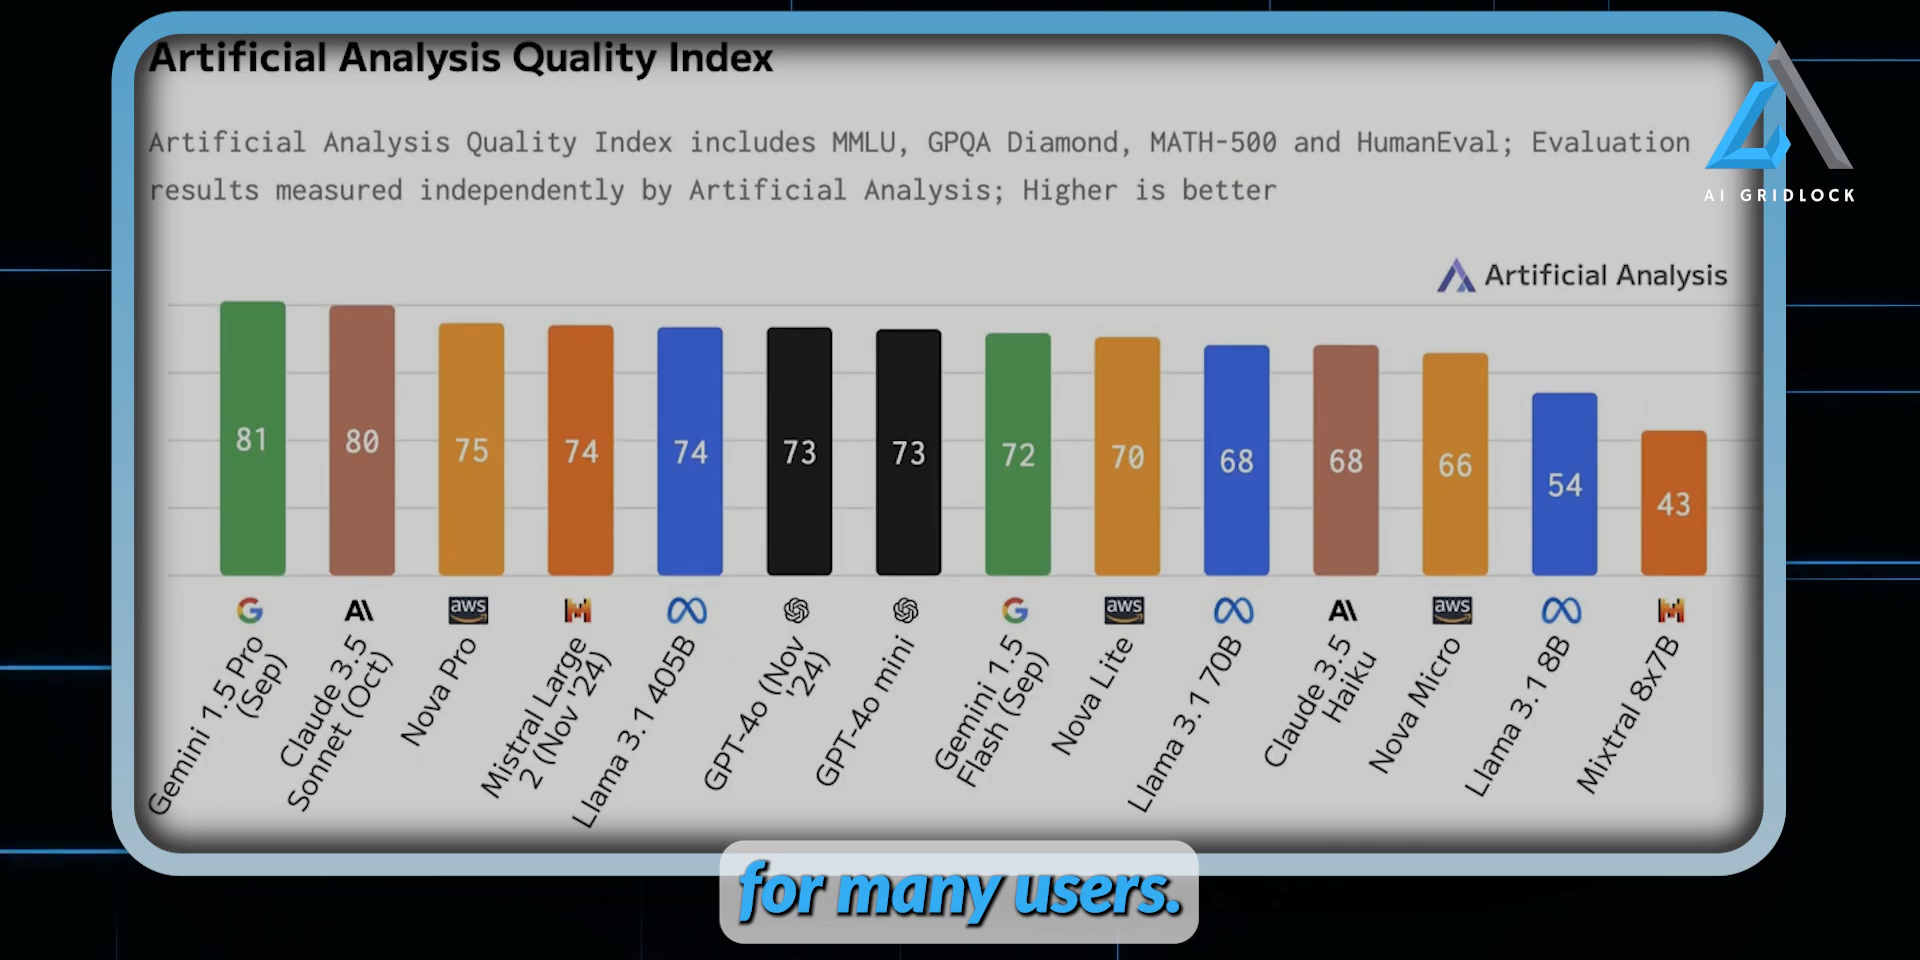 Artificial Analysis Quality Index
Artificial Analysis Quality Index includes MMLU, GPQA Diamond, MATH-500 and HumanEval; Evaluation
results measured independently by Artificial Analysis; Higher is better
AI GRIDLOCK
Artificial Analysis
81
80
75
74
74
73
73
72
70
68
68
66
54
43
aws
aws
aws
Gemini 1.5 Pro
(Sep)
Claude 3.5
Sonnet (Oct)
Nova Pro
Mistral Large
2 (Nov '24)
Llama 3.1 405B
GPT-4o (Nov
'24)
GPT-4o mini
Gemini 1.5
Flash (Sep)
Nova Lite
Llama 3.1 70B
Claude 3.5
Haiku
Nova Micro
Llama 3.1 8B
Mixtral 8x7B
for many users.